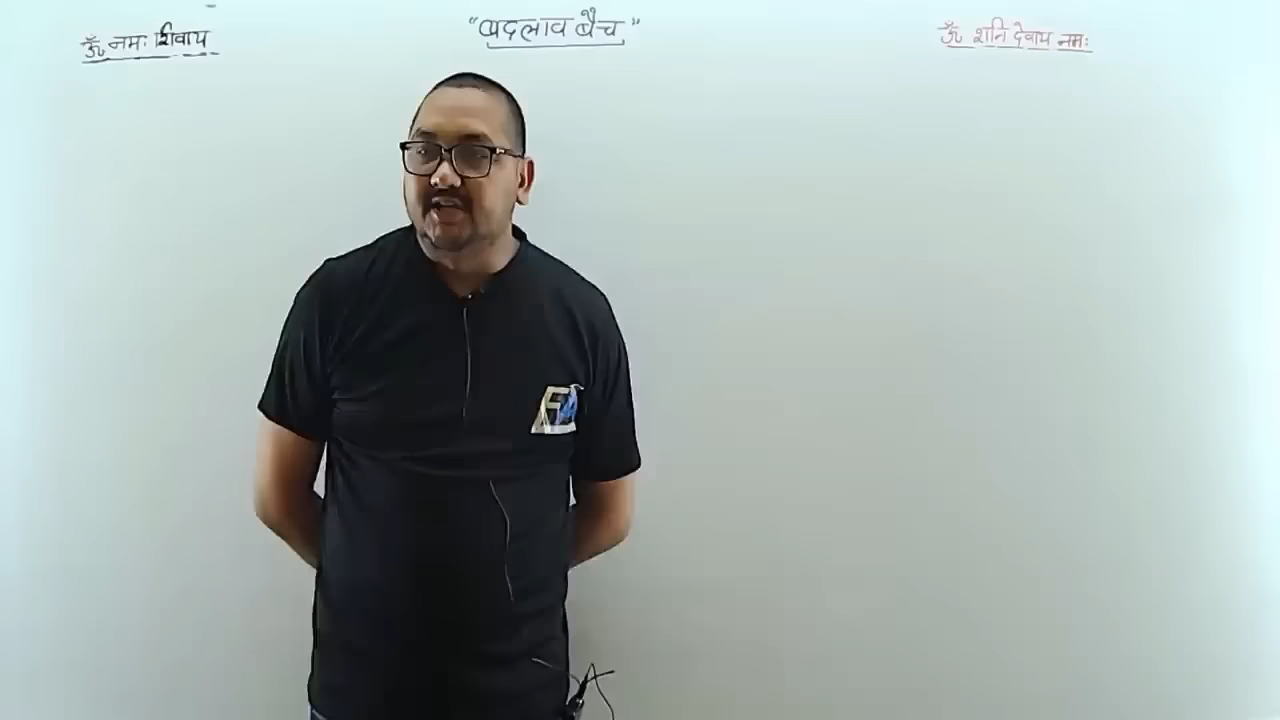 ॐ नमः शिवाय
"बदलाव बैच"
ॐ शनि देवाय नमः